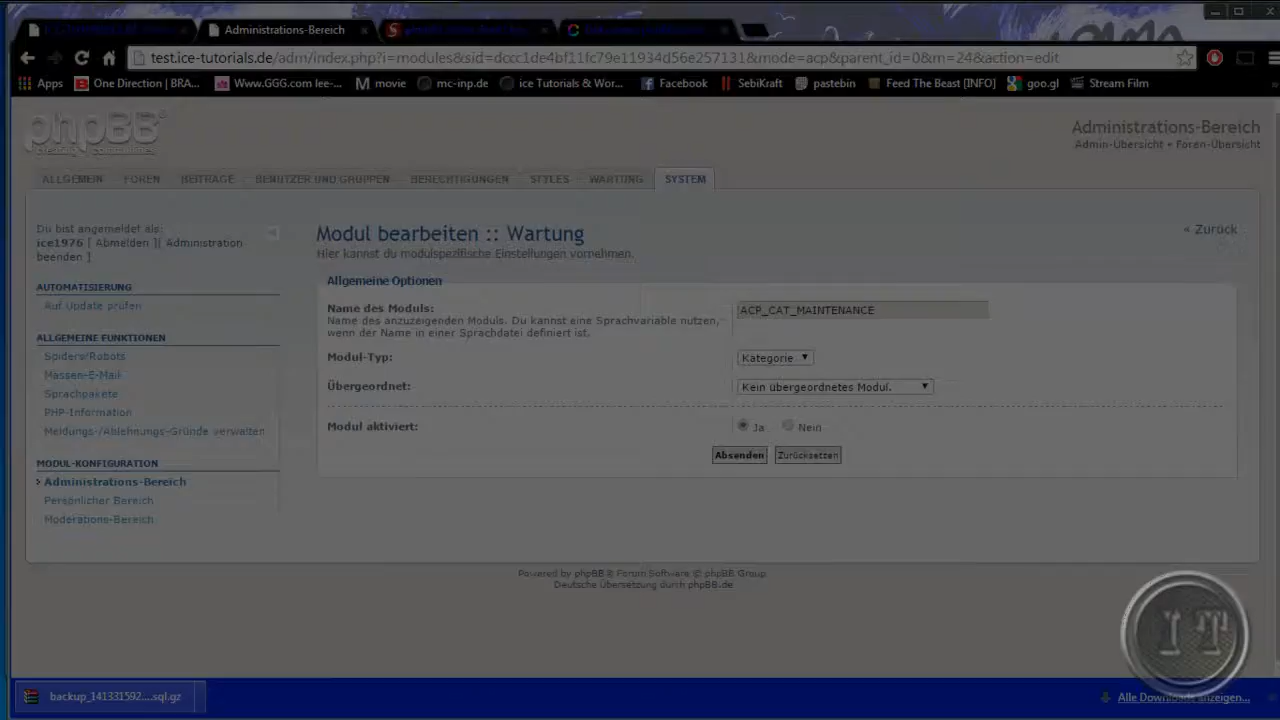 Administrations-Bereich
test.ice-tutorials.de/adm/index.php?i=modules&sid=dcc1de4bf11fc79e11934d56e257131&mode=acp&parent_id=0&m=24&action=edit
Apps One Direction | BRA... Www.GGG.com lee-... movie mc-inp.de ice Tutorials & Wor... Facebook SebiKraft pastebin Feed The Beast [INFO] goo.gl Stream Film
phpBB
Administrations-Bereich
Admin-Übersicht • Foren-Übersicht
ALLGEMEIN FOREN BEITRÄGE BENUTZER UND GRUPPEN BERECHTIGUNGEN STYLES WARTUNG SYSTEM
Du bist angemeldet als:
ice1976 [ Abmelden ][ Administration
beenden ]
AUTOMATISIERUNG
Auf Update prüfen
ALLGEMEINE FUNKTIONEN
Spiders/Robots
Massen-E-Mail
Sprachpakete
PHP-Information
Meldungs-/Ablehnungs-Gründe verwalten
MODUL-KONFIGURATION
Administrations-Bereich
Persönlicher Bereich
Moderations-Bereich
« Zurück
Modul bearbeiten :: Wartung
Hier kannst du modulspezifische Einstellungen vornehmen.
Allgemeine Optionen
Name des Moduls:
Name des anzuzeigenden Moduls. Du kannst eine Sprachvariable nutzen,
wenn der Name in einer Sprachdatei definiert ist.
ACP_CAT_MAINTENANCE
Modul-Typ: Kategorie
Übergeordnet: Kein übergeordnetes Modul.
Modul aktiviert: Ja Nein
Absenden Zurücksetzen
Powered by phpBB® Forum Software © phpBB Group
Deutsche Übersetzung durch phpBB.de
IT
backup_141331592....sql.gz
Alle Downloads anzeigen...